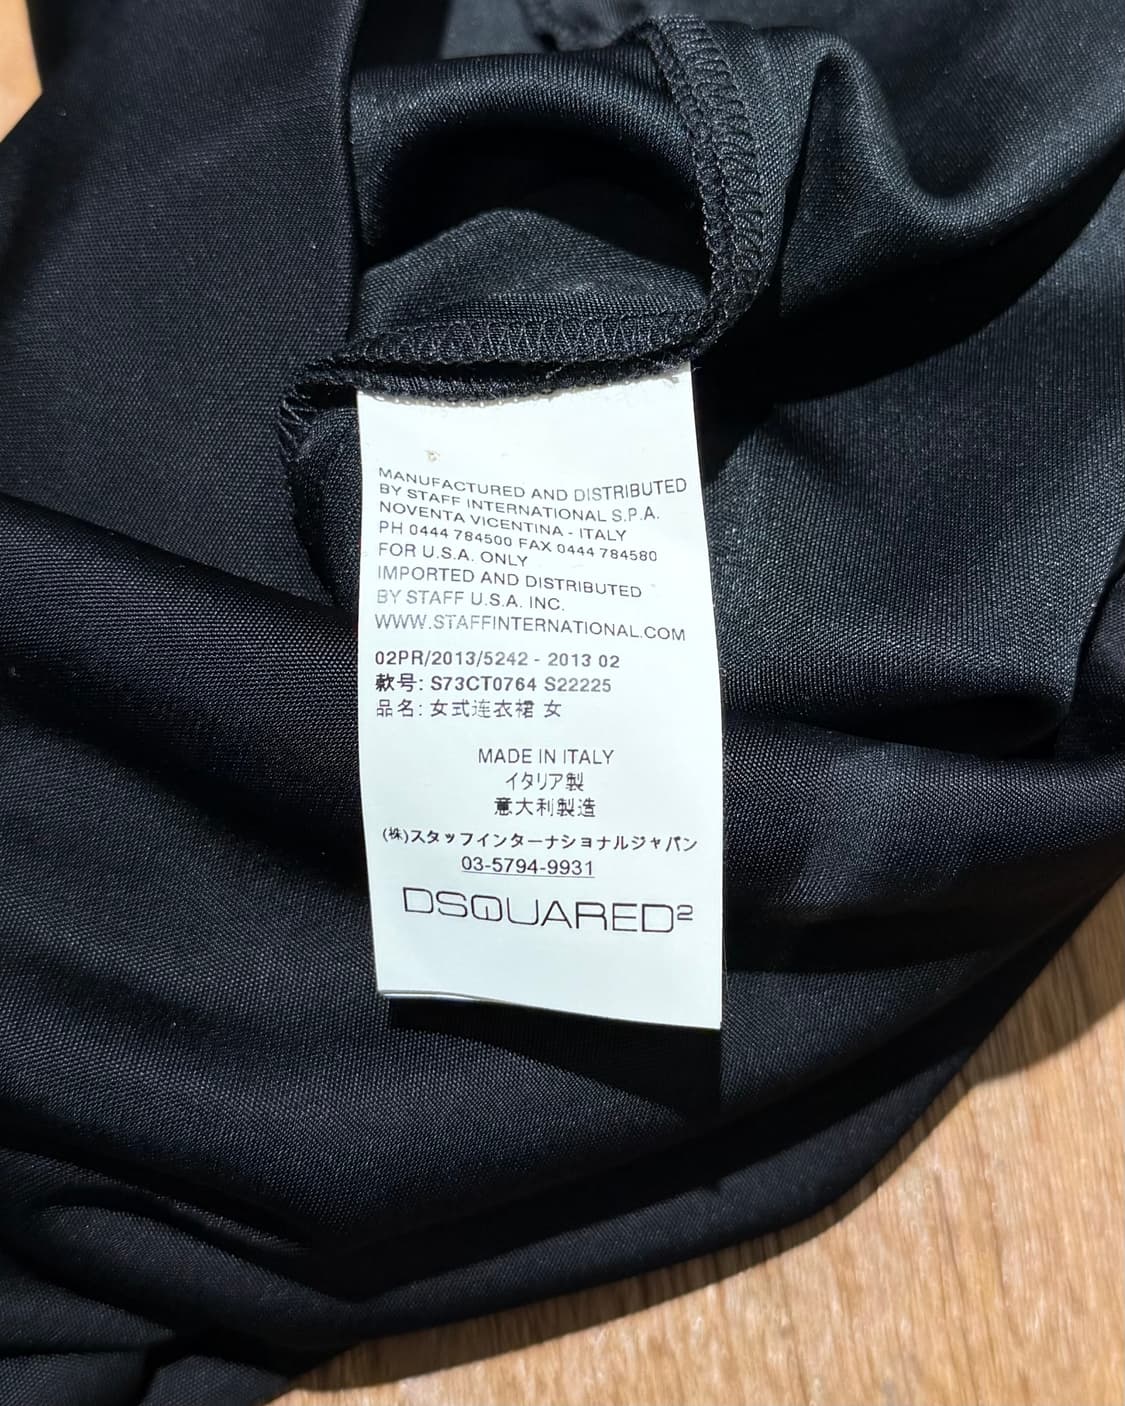 MANUFACTURED AND DISTRIBUTED
BY STAFF INTERNATIONAL S.P.A.
NOVENTA VICENTINA - ITALY
PH 0444 784500 FAX 0444 784580
FOR U.S.A. ONLY
IMPORTED AND DISTRIBUTED
BY STAFF U.S.A. INC.
WWW.STAFFINTERNATIONAL.COM
02PR/2013/5242 - 2013 02
款号: S73CT0764 S22225
品名: 女式连衣裙 女
MADE IN ITALY
イタリア製
意大利製造
(株)スタッフインターナショナルジャパン
03-5794-9931
DSQUARED²